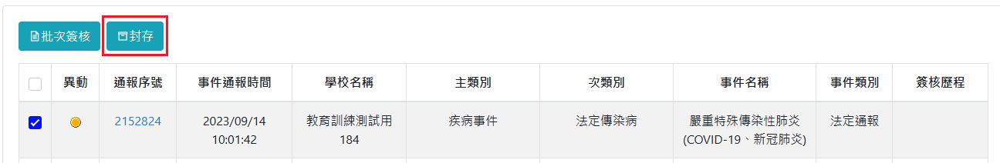 批次簽核 封存
異動 通報序號 事件通報時間 學校名稱 主類別 次類別 事件名稱 事件類別 簽核歷程
2152824 2023/09/14 教育訓練測試用 疾病事件 法定傳染病 嚴重特殊傳染性肺炎 法定通報
10:01:42 184 (COVID-19、新冠肺炎)